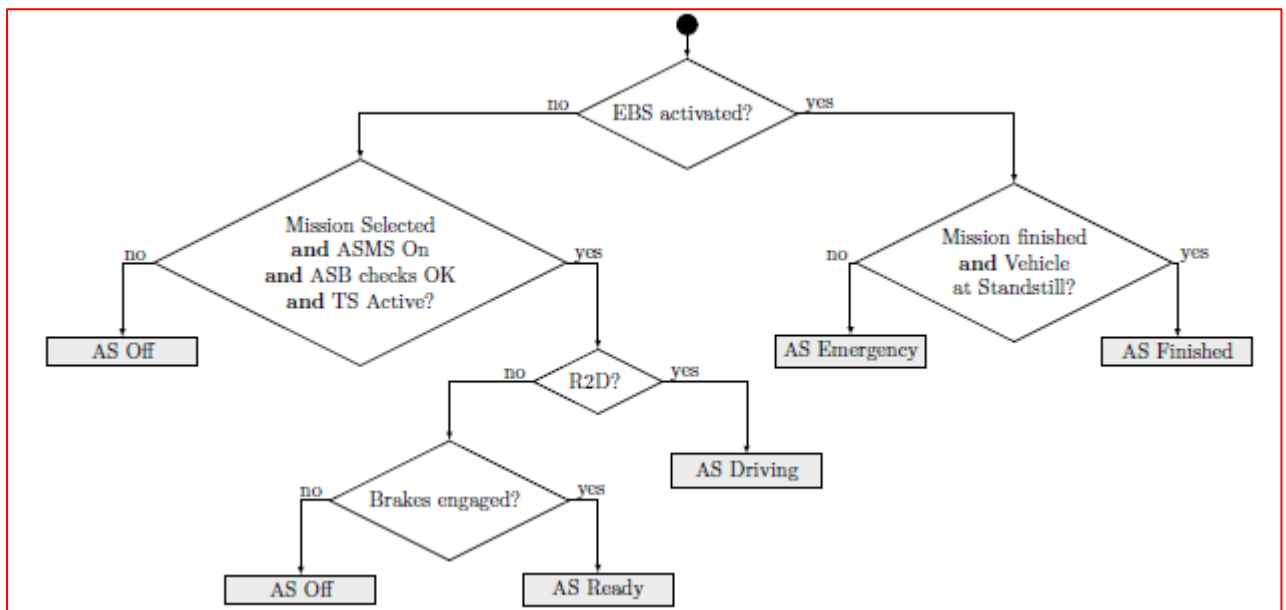 EBS activated?
no
yes
Mission Selected
and ASMS On
and ASB checks OK
and TS Active?
no
yes
Mission finished
and Vehicle
at Standstill?
no
yes
AS Off
AS Emergency
AS Finished
R2D?
no
yes
AS Driving
Brakes engaged?
no
yes
AS Off
AS Ready